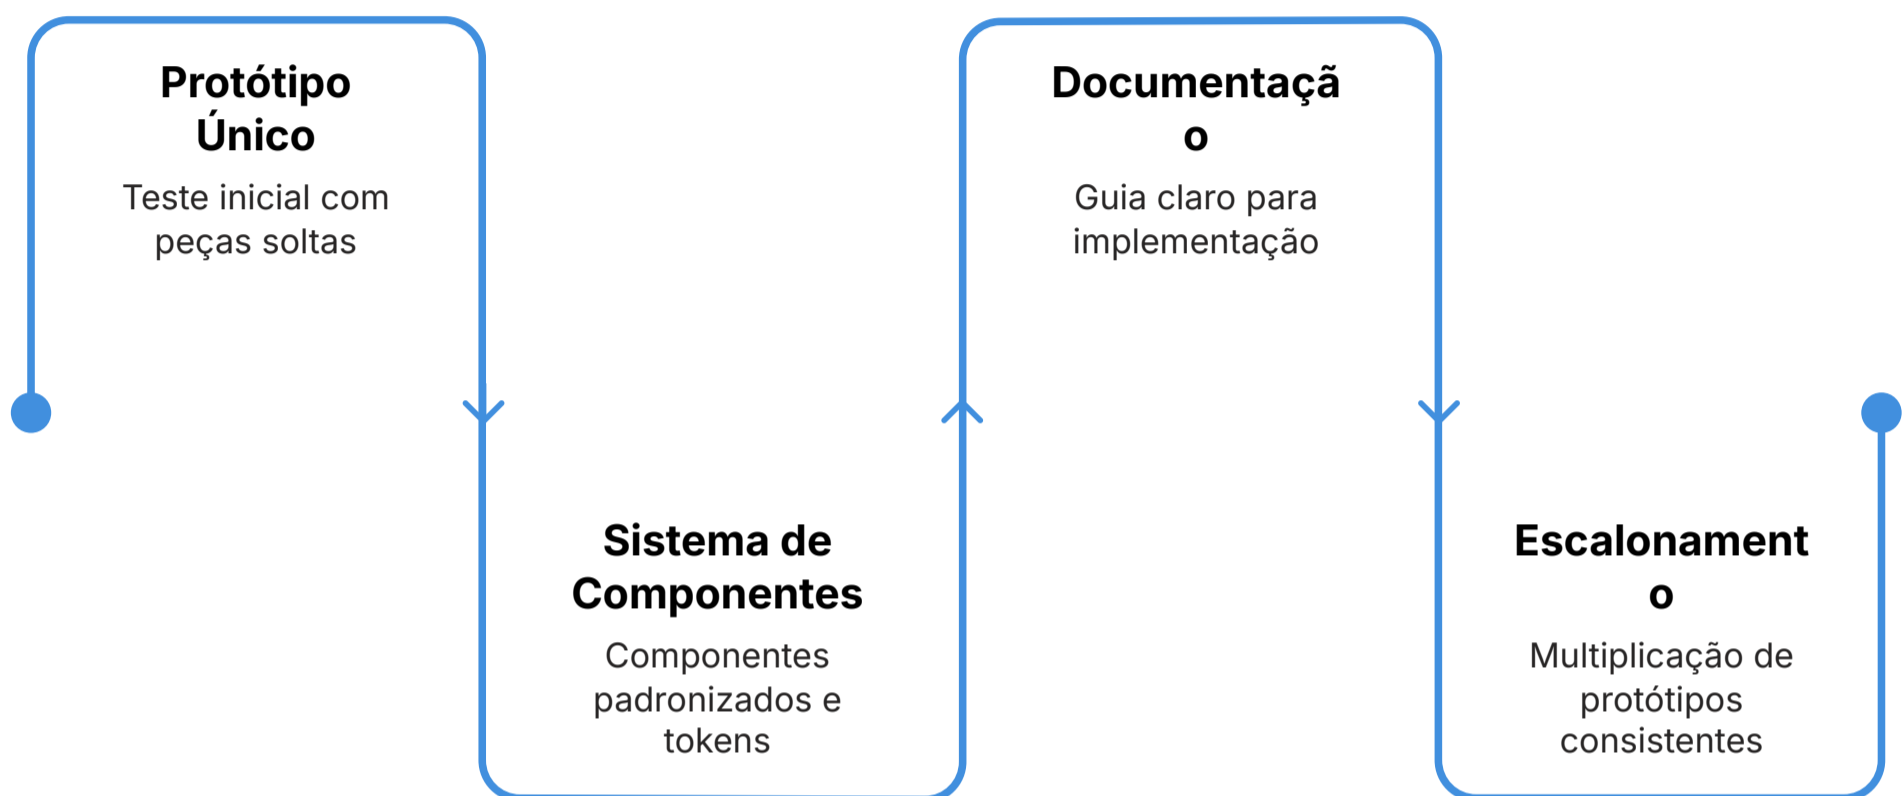 Protótipo
Único
Teste inicial com
peças soltas
Sistema de
Componentes
Componentes
padronizados e
tokens
Documentaçã
o
Guia claro para
implementação
Escalonament
o
Multiplicação de
protótipos
consistentes